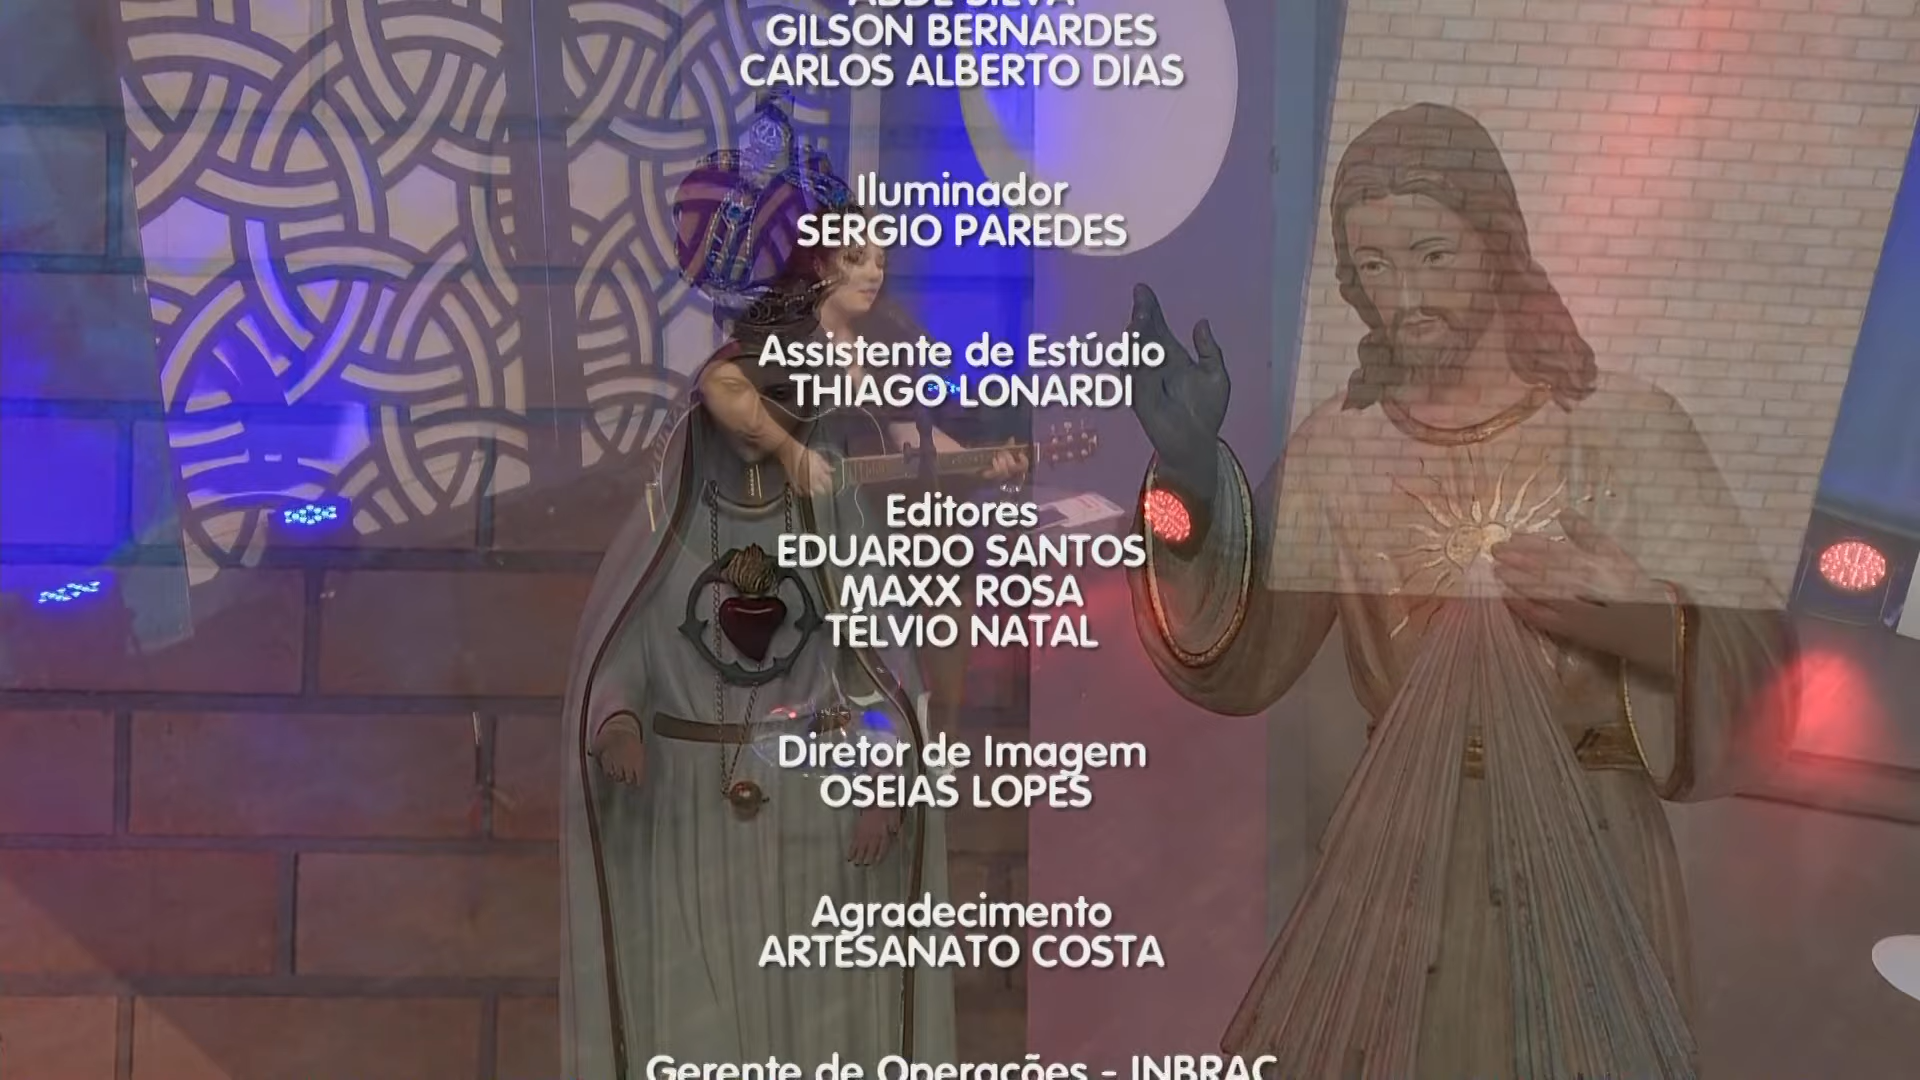 GILSON BERNARDES
CARLOS ALBERTO DIAS
Iluminador
SERGIO PAREDES
Assistente de Estúdio
THIAGO LONARDI
Editores
EDUARDO SANTOS
MAXX ROSA
TÉLVIO NATAL
Diretor de Imagem
OSEIAS LOPES
Agradecimento
ARTESANATO COSTA
Gerente de Operações - INBRAC